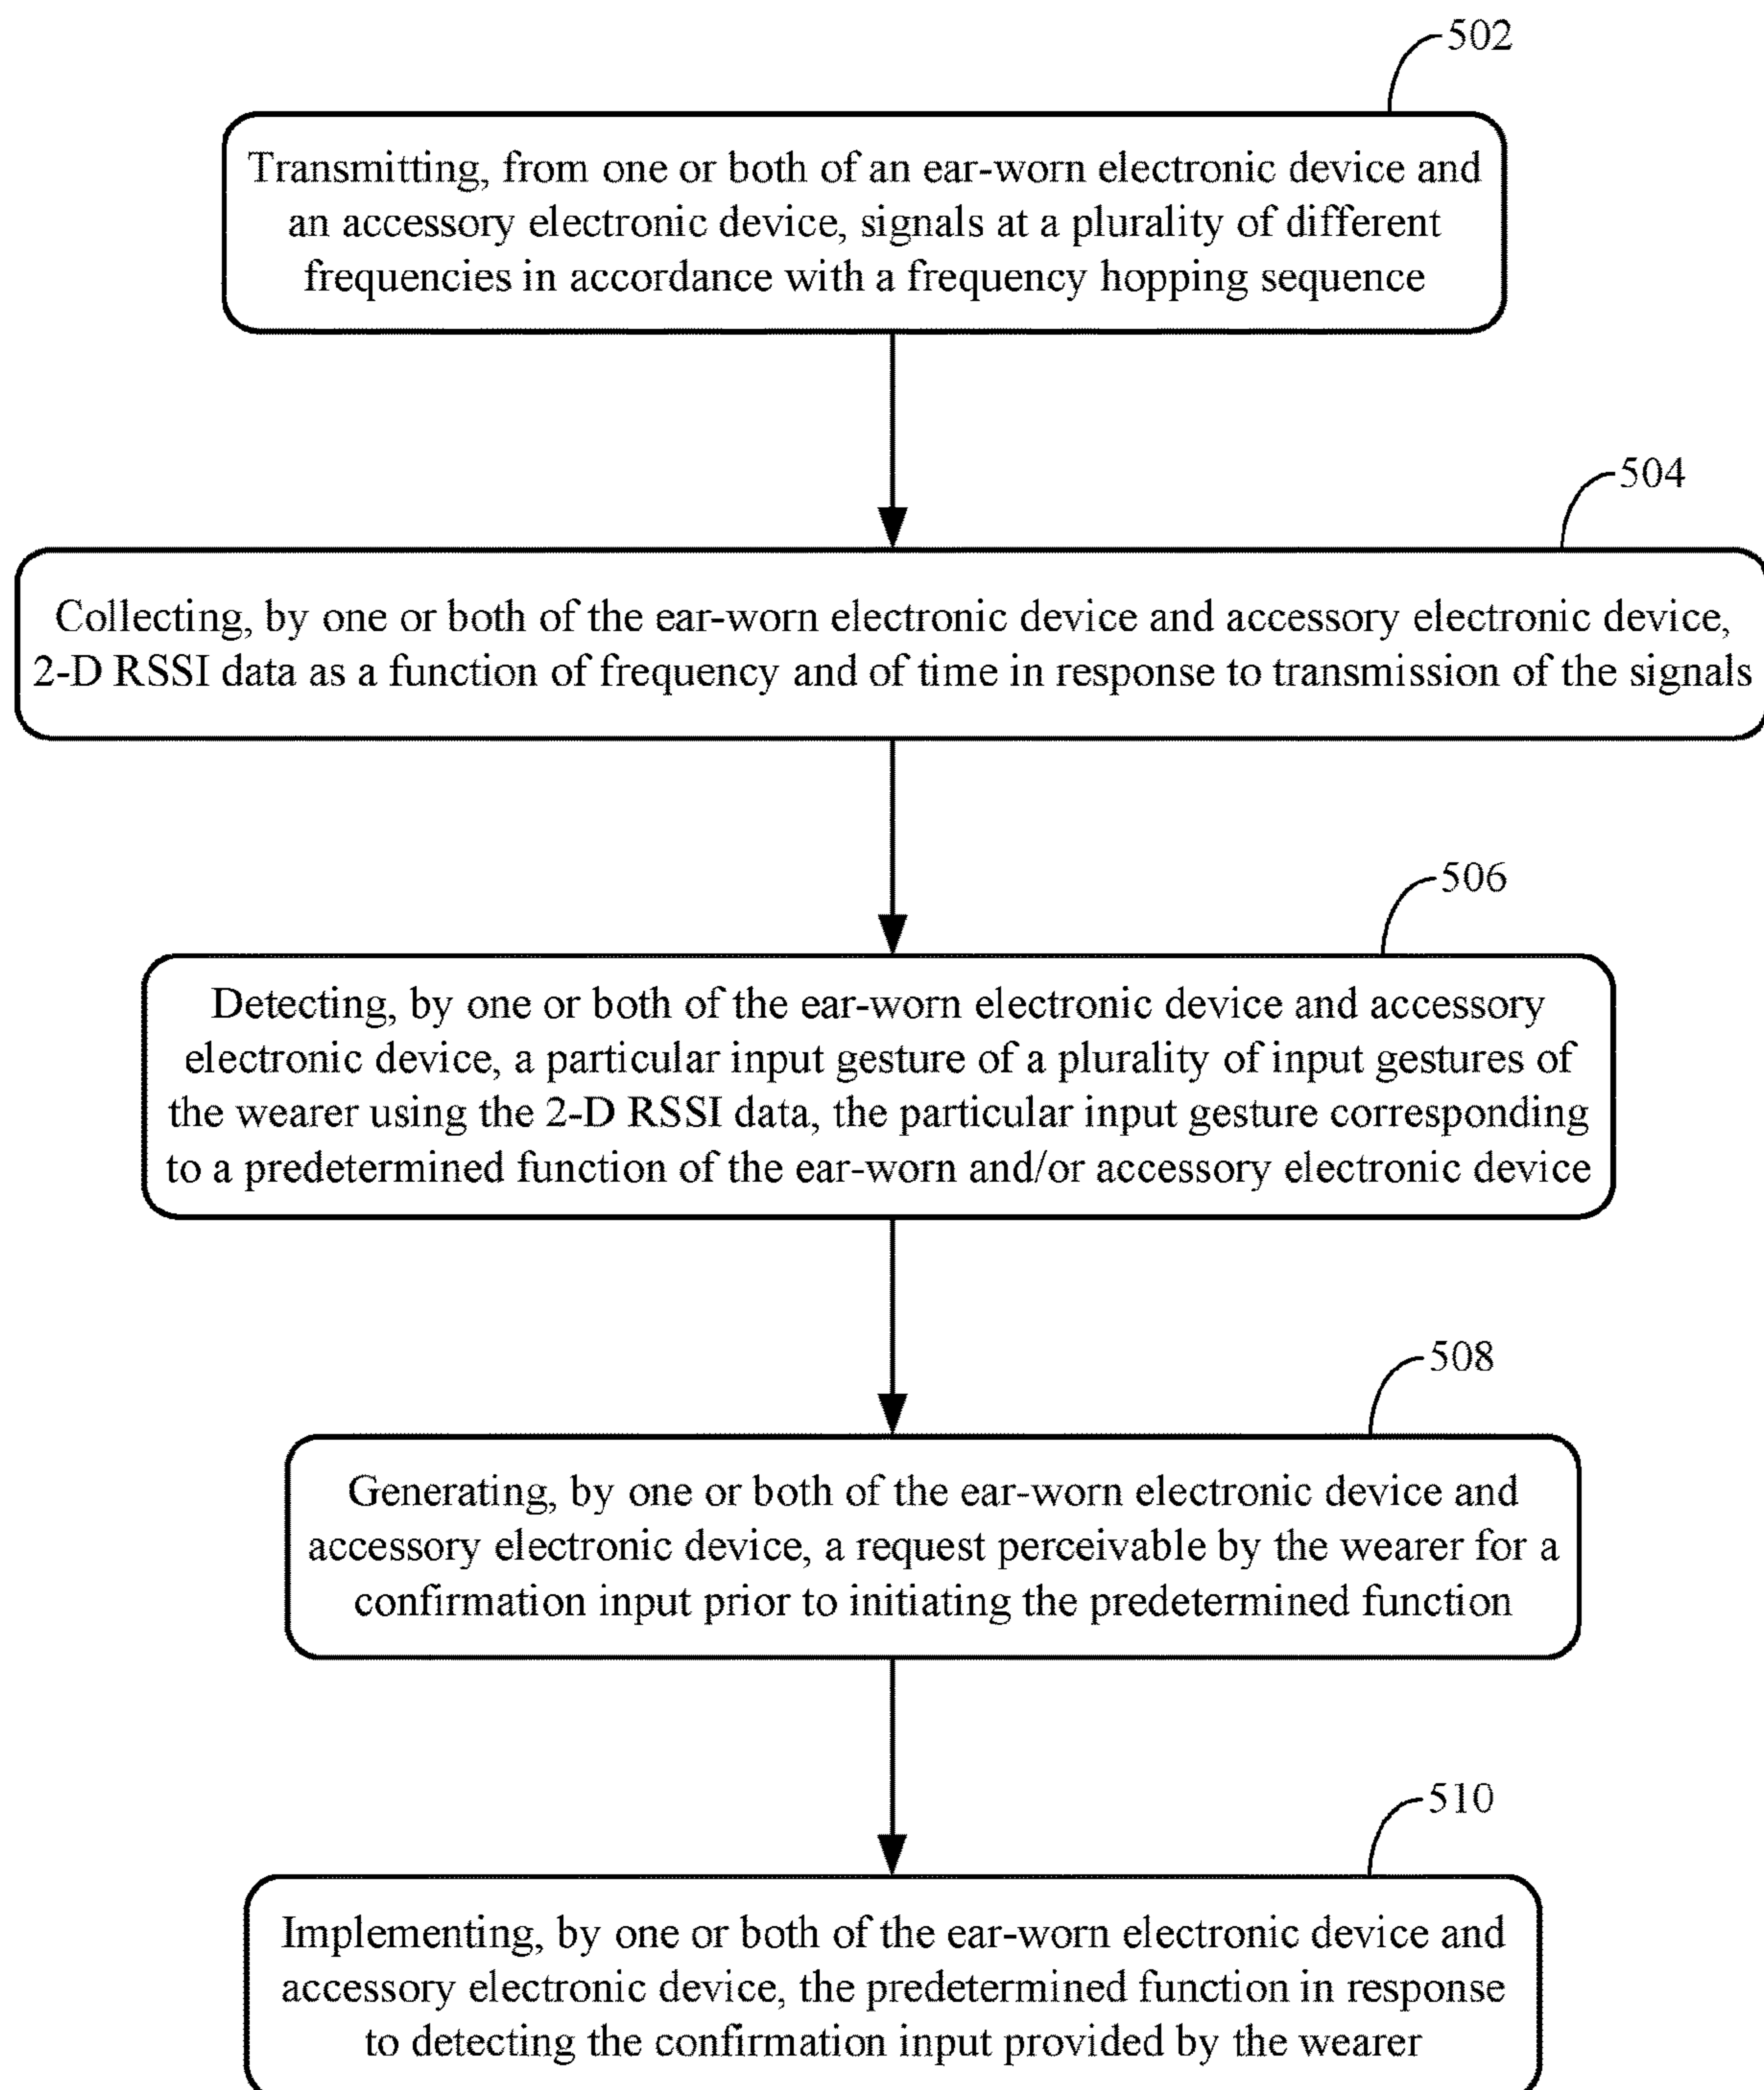 502
Transmitting, from one or both of an ear-worn electronic device and
an accessory electronic device, signals at a plurality of different
frequencies in accordance with a frequency hopping sequence
504
Collecting, by one or both of the ear-worn electronic device and accessory electronic device,
2-D RSSI data as a function of frequency and of time in response to transmission of the signals
506
Detecting, by one or both of the ear-worn electronic device and accessory
electronic device, a particular input gesture of a plurality of input gestures of
the wearer using the 2-D RSSI data, the particular input gesture corresponding
to a predetermined function of the ear-worn and/or accessory electronic device
508
Generating, by one or both of the ear-worn electronic device and
accessory electronic device, a request perceivable by the wearer for a
confirmation input prior to initiating the predetermined function
510
Implementing, by one or both of the ear-worn electronic device and
accessory electronic device, the predetermined function in response
to detecting the confirmation input provided by the wearer